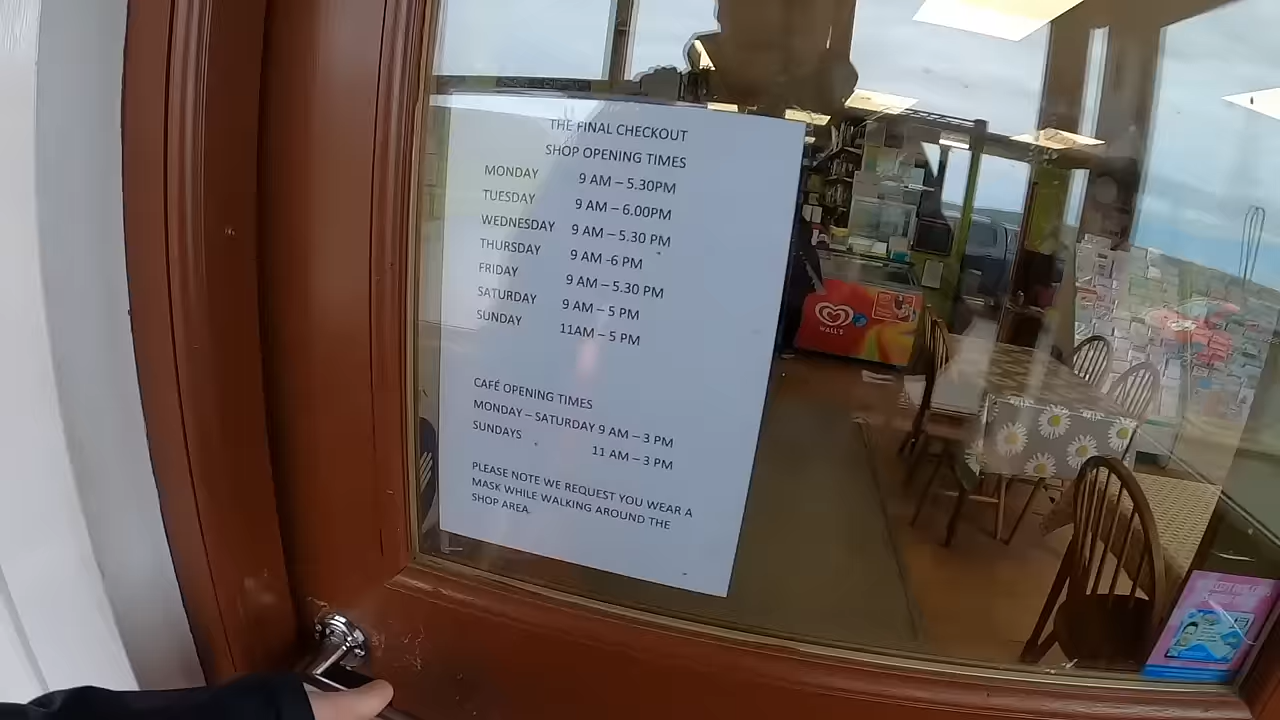 THE FINAL CHECKOUT
SHOP OPENING TIMES
MONDAY 9 AM – 5.30PM
TUESDAY 9 AM – 6.00PM
WEDNESDAY 9 AM – 5.30 PM
THURSDAY 9 AM -6 PM
FRIDAY 9 AM – 5.30 PM
SATURDAY 9 AM – 5 PM
SUNDAY 11AM – 5 PM
CAFÉ OPENING TIMES
MONDAY – SATURDAY 9 AM – 3 PM
SUNDAYS 11 AM – 3 PM
PLEASE NOTE WE REQUEST YOU WEAR A
MASK WHILE WALKING AROUND THE
SHOP AREA
WALL'S